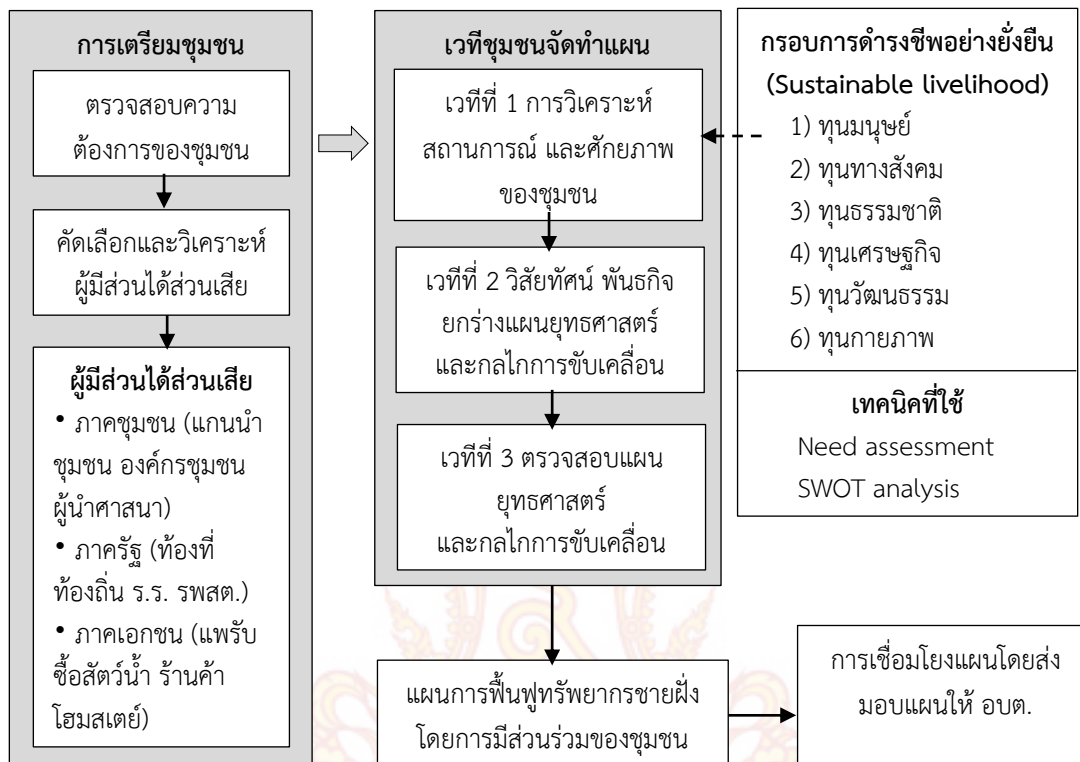 การเตรียมชุมชน
ตรวจสอบความ
ต้องการของชุมชน
คัดเลือกและวิเคราะห์
ผู้มีส่วนได้ส่วนเสีย
ผู้มีส่วนได้ส่วนเสีย
• ภาคชุมชน (แกนนำ
ชุมชน องค์กรชุมชน
ผู้นำศาสนา)
• ภาครัฐ (ท้องที่
ท้องถิ่น ร.ร. รพสต.)
• ภาคเอกชน (แพรับ
ซื้อสัตว์น้ำ ร้านค้า
โฮมสเตย์)
เวทีชุมชนจัดทำแผน
เวทีที่ 1 การวิเคราะห์
สถานการณ์ และศักยภาพ
ของชุมชน
เวทีที่ 2 วิสัยทัศน์ พันธกิจ
ยกร่างแผนยุทธศาสตร์
และกลไกการขับเคลื่อน
เวทีที่ 3 ตรวจสอบแผน
ยุทธศาสตร์
และกลไกการขับเคลื่อน
กรอบการดำรงชีพอย่างยั่งยืน
(Sustainable livelihood)
1) ทุนมนุษย์
2) ทุนทางสังคม
3) ทุนธรรมชาติ
4) ทุนเศรษฐกิจ
5) ทุนวัฒนธรรม
6) ทุนกายภาพ
เทคนิคที่ใช้
Need assessment
SWOT analysis
แผนการฟื้นฟูทรัพยากรชายฝั่ง
โดยการมีส่วนร่วมของชุมชน
การเชื่อมโยงแผนโดยส่ง
มอบแผนให้ อบต.